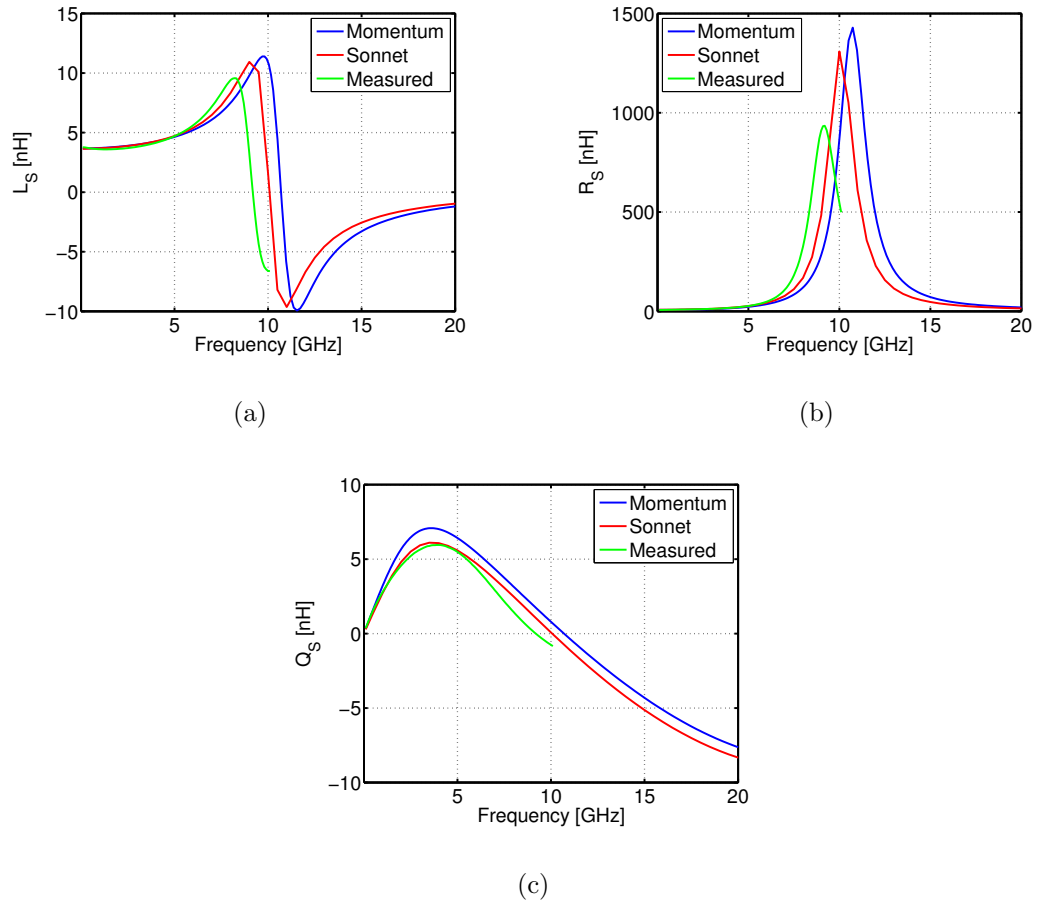 15
10
5
0
−5
−10
L_S [nH]
Momentum
Sonnet
Measured
5
10
15
20
Frequency [GHz]
(a)
1500
1000
500
0
R_S [nH]
Momentum
Sonnet
Measured
5
10
15
20
Frequency [GHz]
(b)
10
5
0
−5
−10
Q_S [nH]
Momentum
Sonnet
Measured
5
10
15
20
Frequency [GHz]
(c)